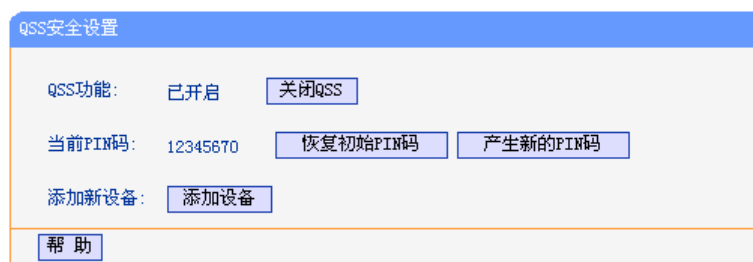 QSS安全设置
QSS功能： 已开启 关闭QSS
当前PIN码： 12345670 恢复初始PIN码 产生新的PIN码
添加新设备： 添加设备
帮 助